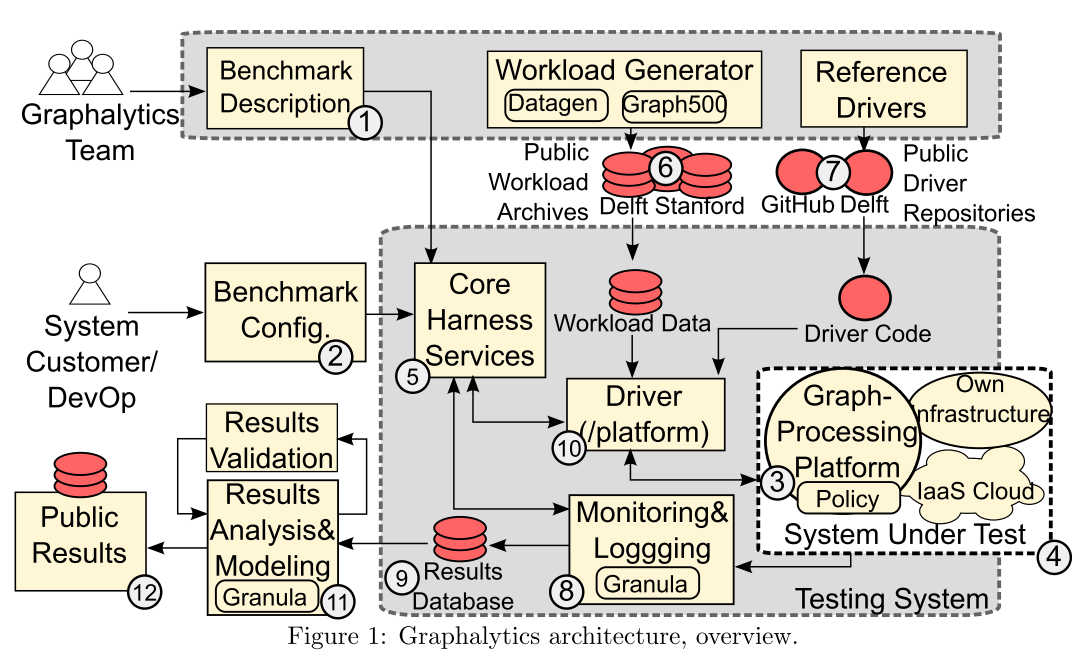 Graphalytics
Team
Benchmark
Description
1
Workload Generator
Datagen
Graph500
Reference
Drivers
Public
Workload
Archives
6
Delft Stanford
7
GitHub Delft
Public
Driver
Repositories
System
Customer/
DevOp
Benchmark
Config.
2
Core
Harness
Services
5
Workload Data
Driver Code
Driver
(/platform)
10
Graph-
Processing
Platform
3
Policy
Own
Infrastructure
IaaS Cloud
System Under Test
4
Results
Validation
Results
Analysis&
Modeling
Granula
11
Public
Results
12
9
Results
Database
Monitoring&
Loggging
Granula
8
Testing System
Figure 1: Graphalytics architecture, overview.